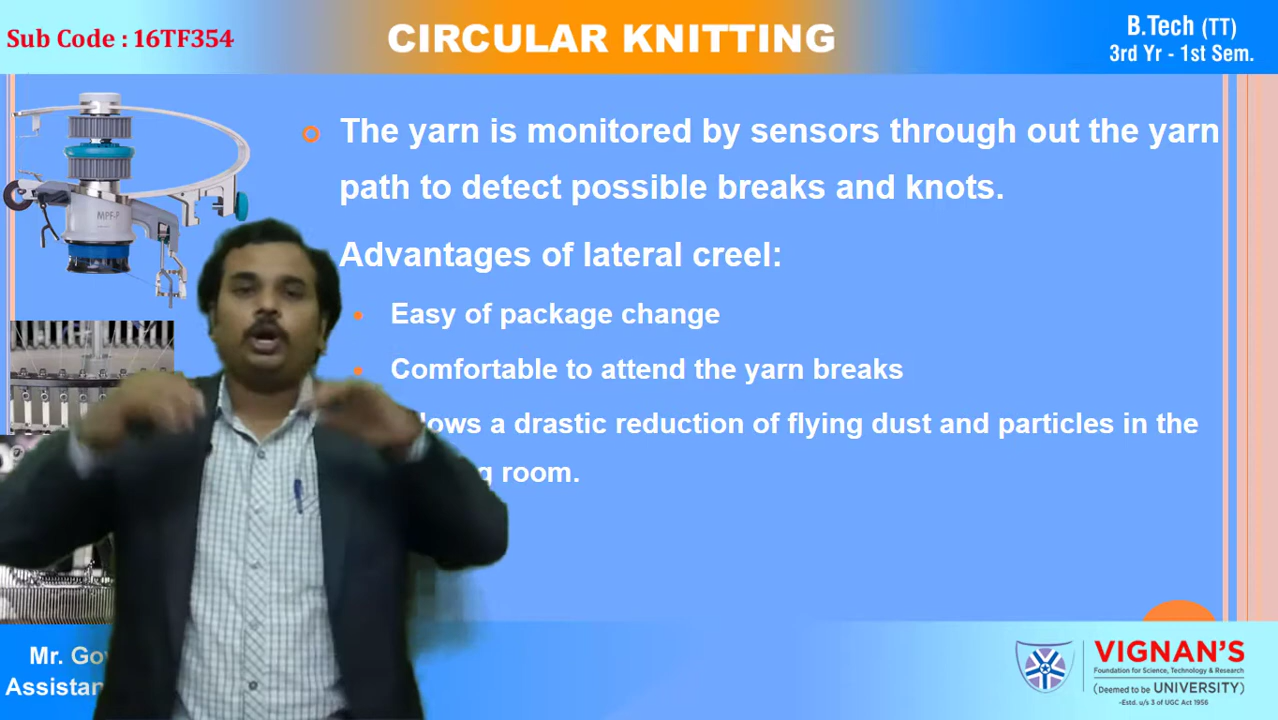 Sub Code : 16TF354
CIRCULAR KNITTING
B.Tech (TT)
3rd Yr - 1st Sem.
The yarn is monitored by sensors through out the yarn
path to detect possible breaks and knots.
Advantages of lateral creel:
Easy of package change
Comfortable to attend the yarn breaks
a drastic reduction of flying dust and particles in the
room.
MPF-P
Mr.
VIGNAN'S
Foundation for Science, Technology & Research
(Deemed to be UNIVERSITY)
-Estd. u/s 3 of UGC Act 1956